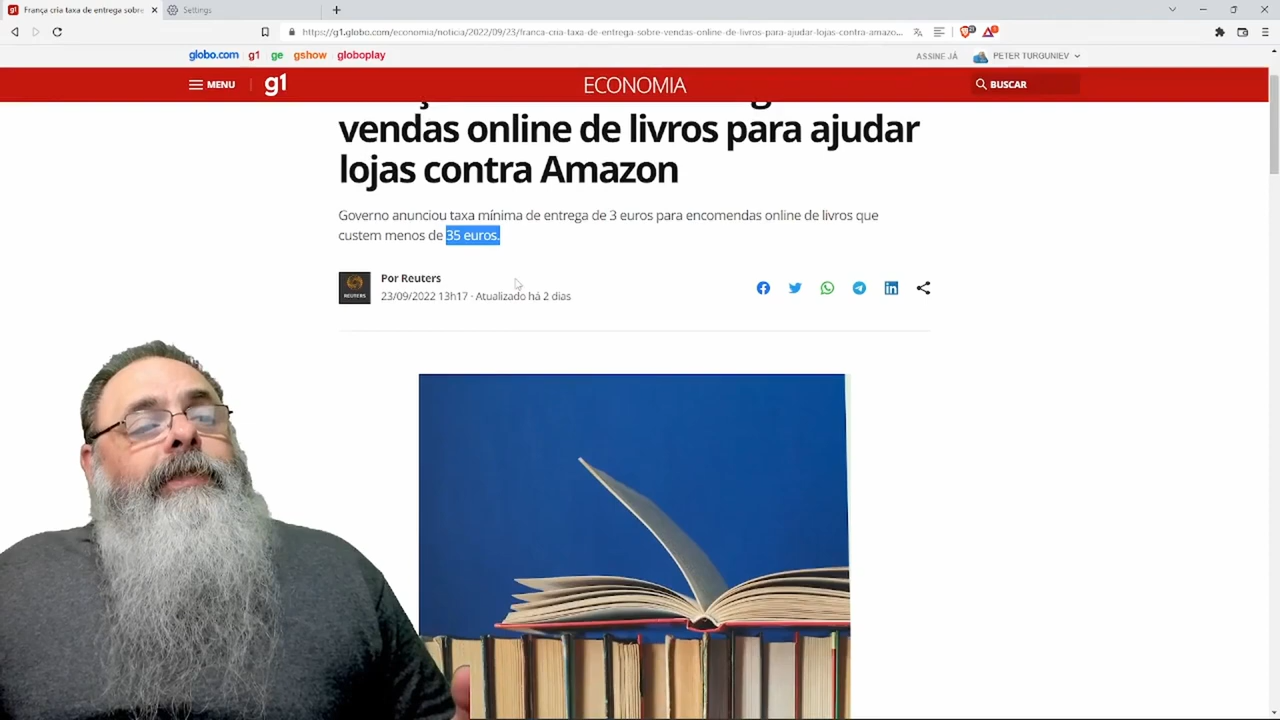 g1 França cria taxa de entrega sobre
Settings
https://g1.globo.com/economia/noticia/2022/09/23/franca-cria-taxa-de-entrega-sobre-vendas-online-de-livros-para-ajudar-lojas-contra-amazo...
globo.com g1 ge gshow globoplay
ASSINE JÁ
PETER TURGUNIEV
MENU
g1
ECONOMIA
BUSCAR
vendas online de livros para ajudar
lojas contra Amazon
Governo anunciou taxa mínima de entrega de 3 euros para encomendas online de livros que
custem menos de 35 euros.
REUTERS
Por Reuters
23/09/2022 13h17 · Atualizado há 2 dias